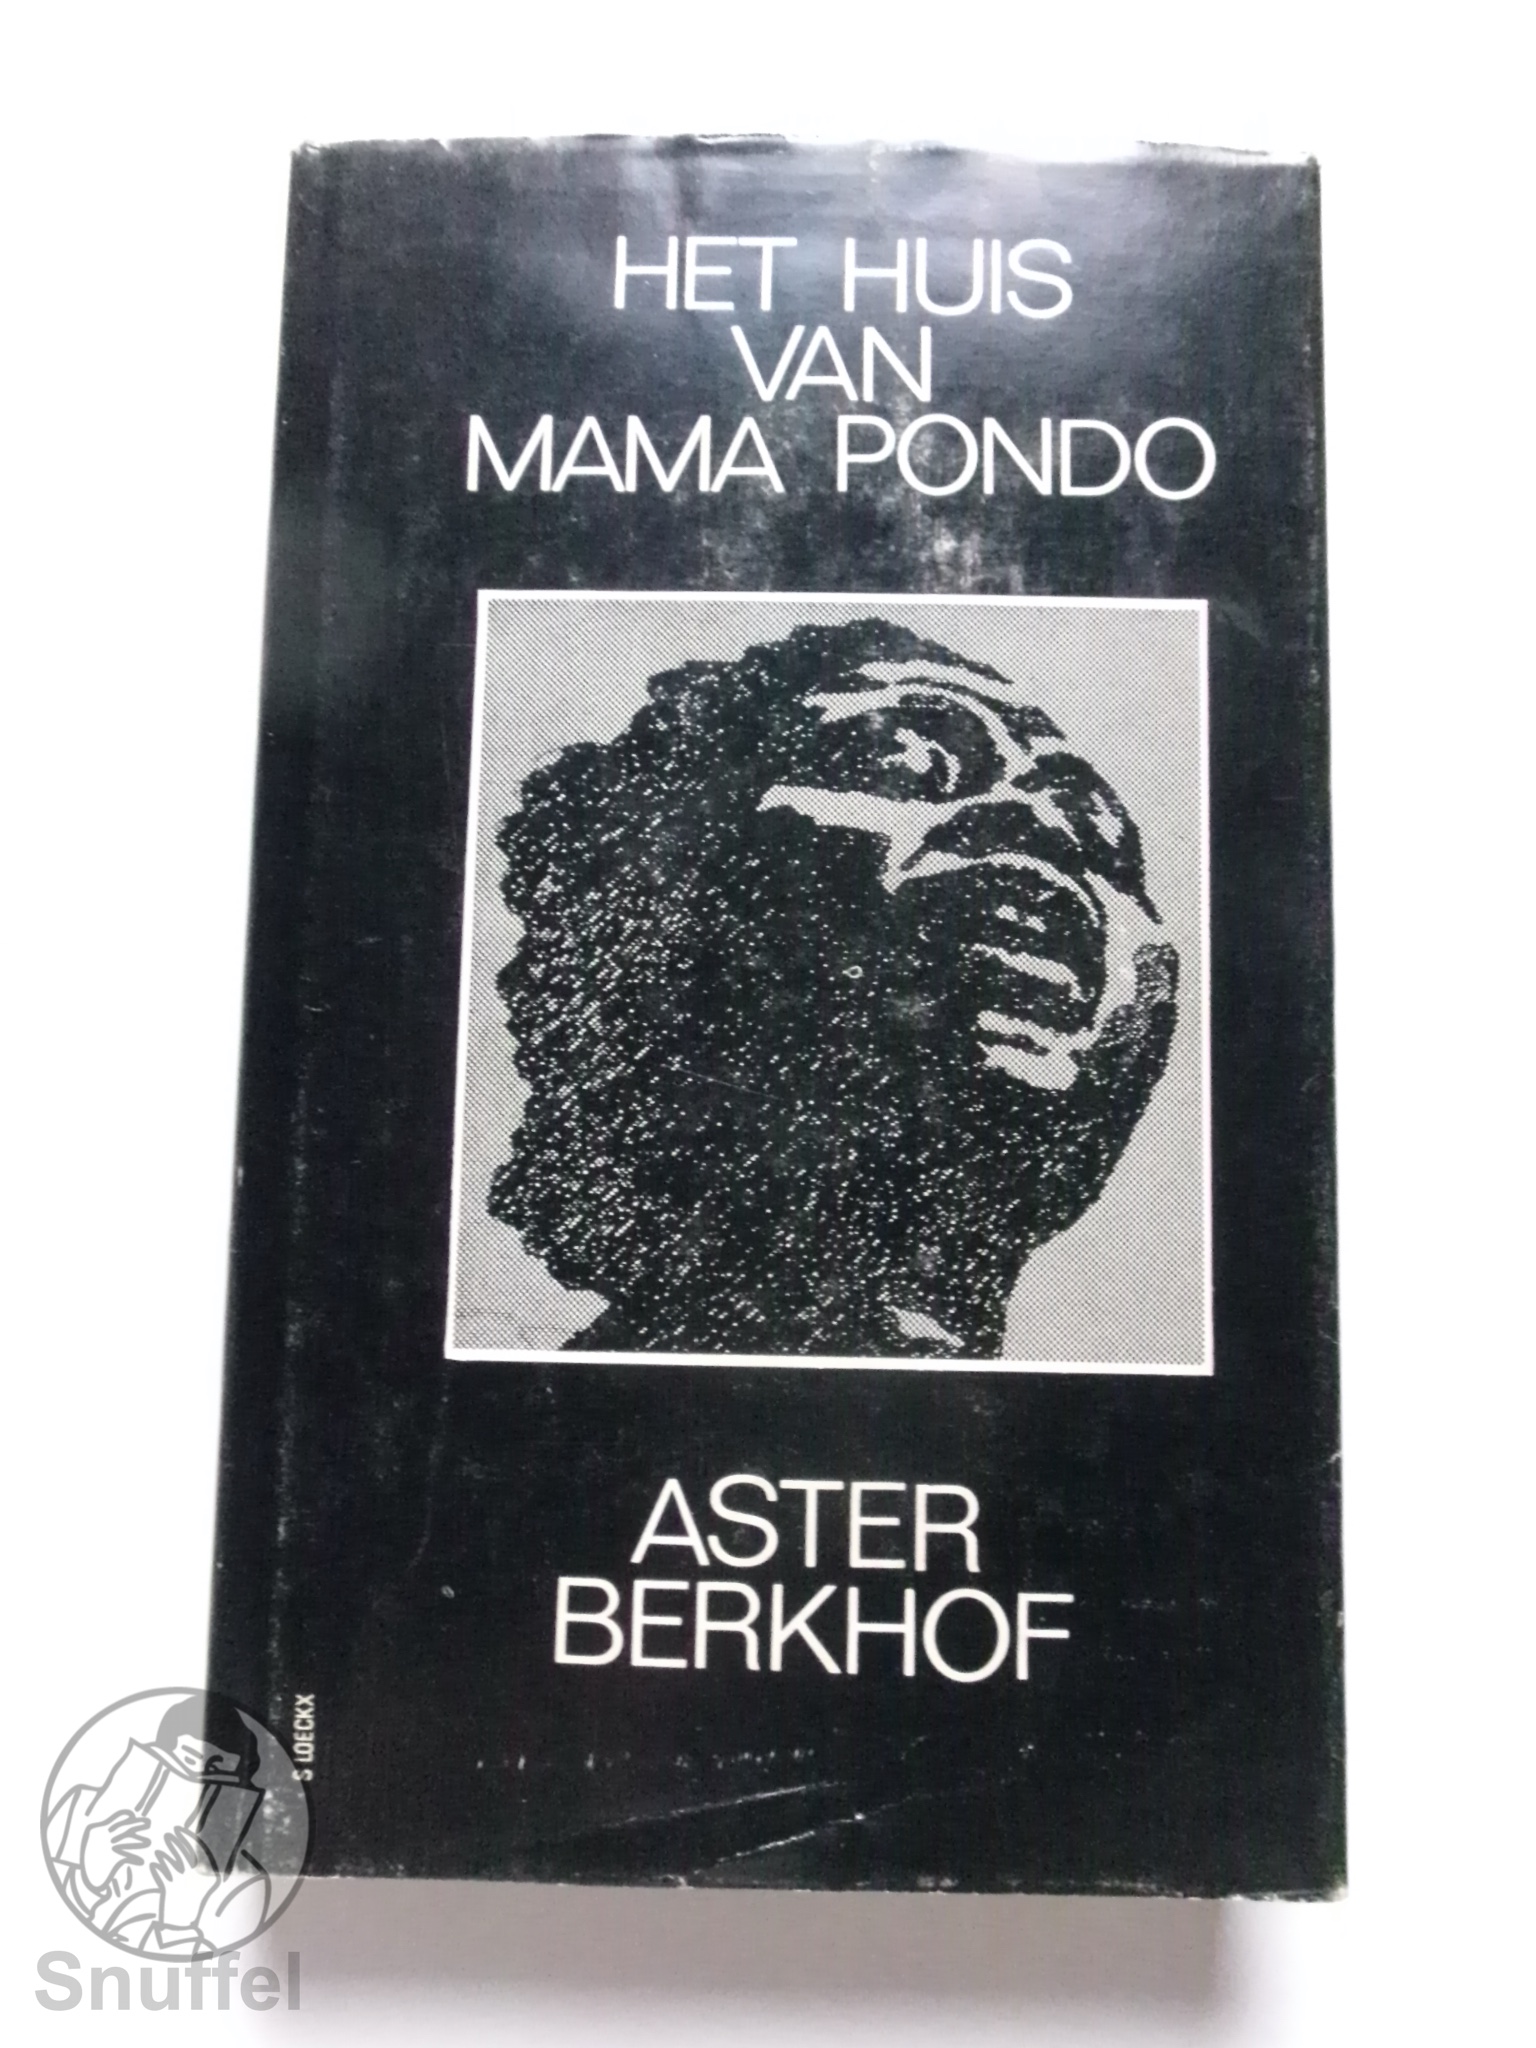 HET HUIS
VAN
MAMA PONDO
ASTER
BERKHOF
S LOECKX
Snuffel